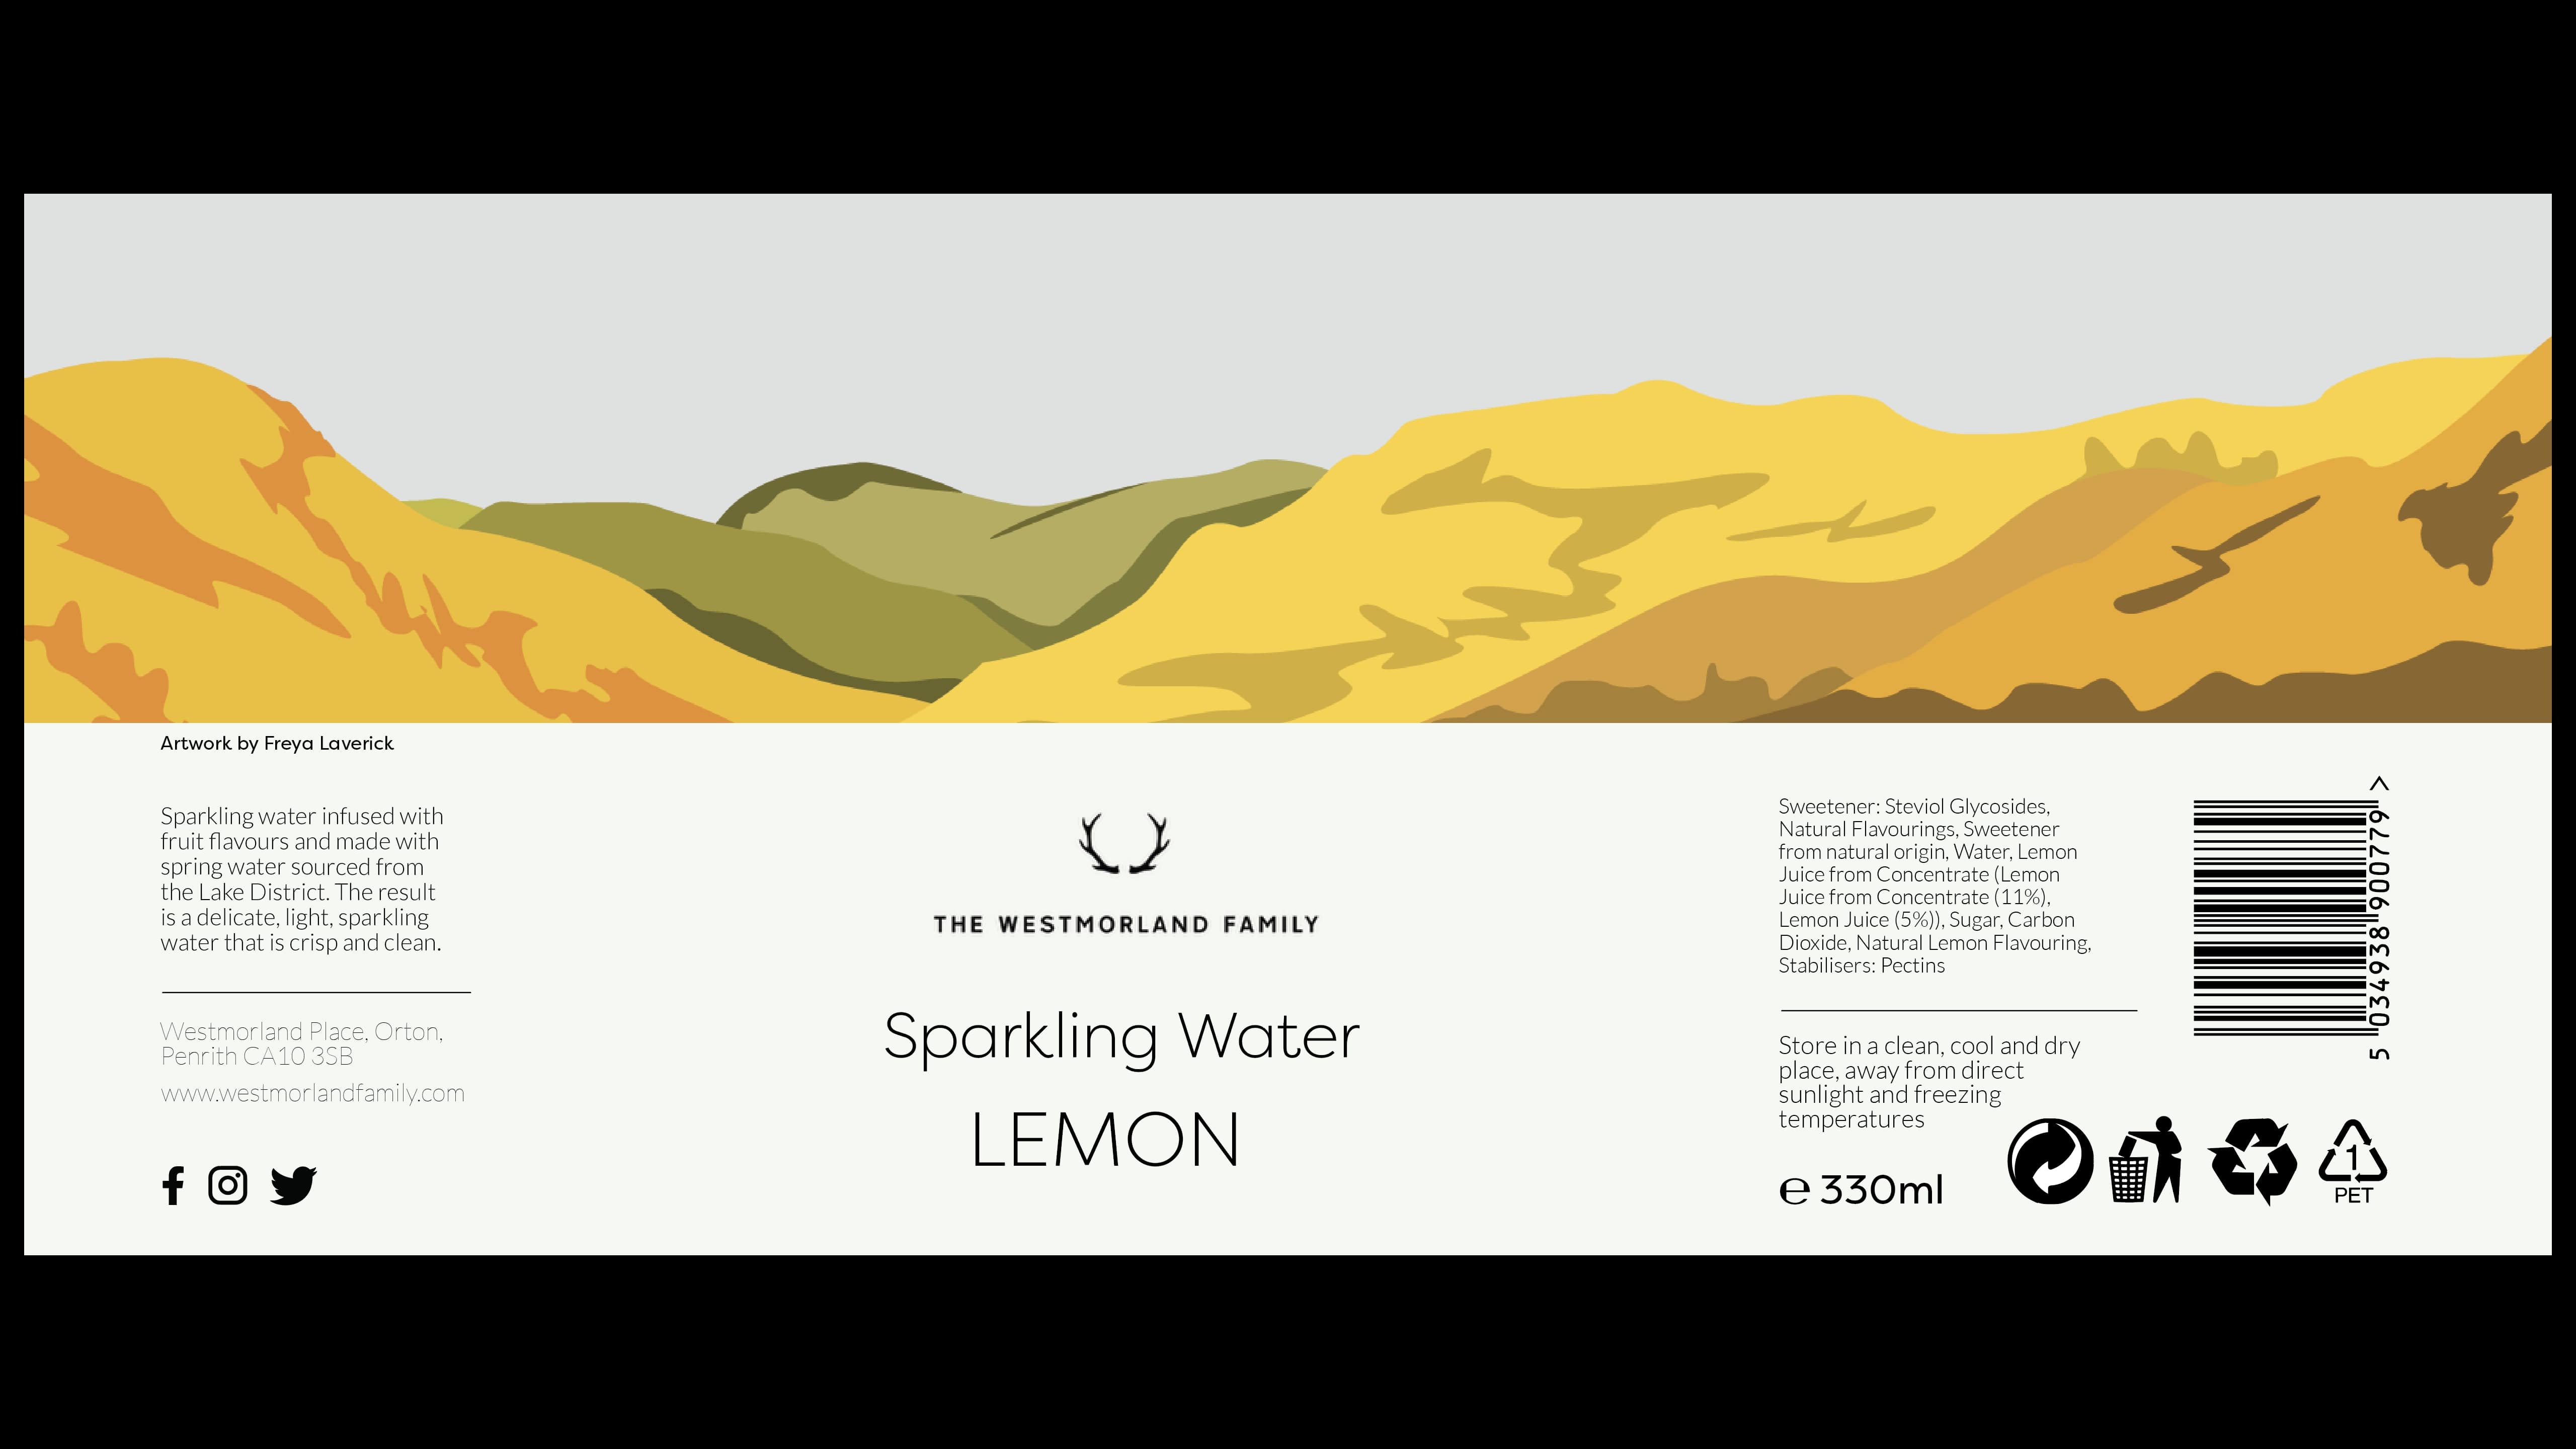 Artwork by Freya Laverick
Sparkling water infused with
fruit flavours and made with
spring water sourced from
the Lake District. The result
is a delicate, light, sparkling
water that is crisp and clean.
Westmorland Place, Orton,
Penrith CA10 3SB
www.westmorlandfamily.com
THE WESTMORLAND FAMILY
Sparkling Water
LEMON
Sweetener: Steviol Glycosides,
Natural Flavourings, Sweetener
from natural origin, Water, Lemon
Juice from Concentrate (Lemon
Juice from Concentrate (11%),
Lemon Juice (5%)), Sugar, Carbon
Dioxide, Natural Lemon Flavouring,
Stabilisers: Pectins
Store in a clean, cool and dry
place, away from direct
sunlight and freezing
temperatures
℮ 330ml
5 034938 900779 >
1
PET